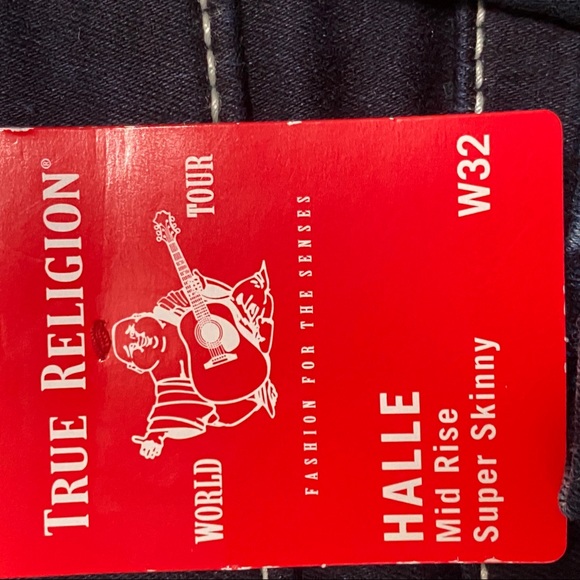 TRUE RELIGION®
WORLD TOUR
FASHION FOR THE SENSES
HALLE
Mid Rise
Super Skinny
W32